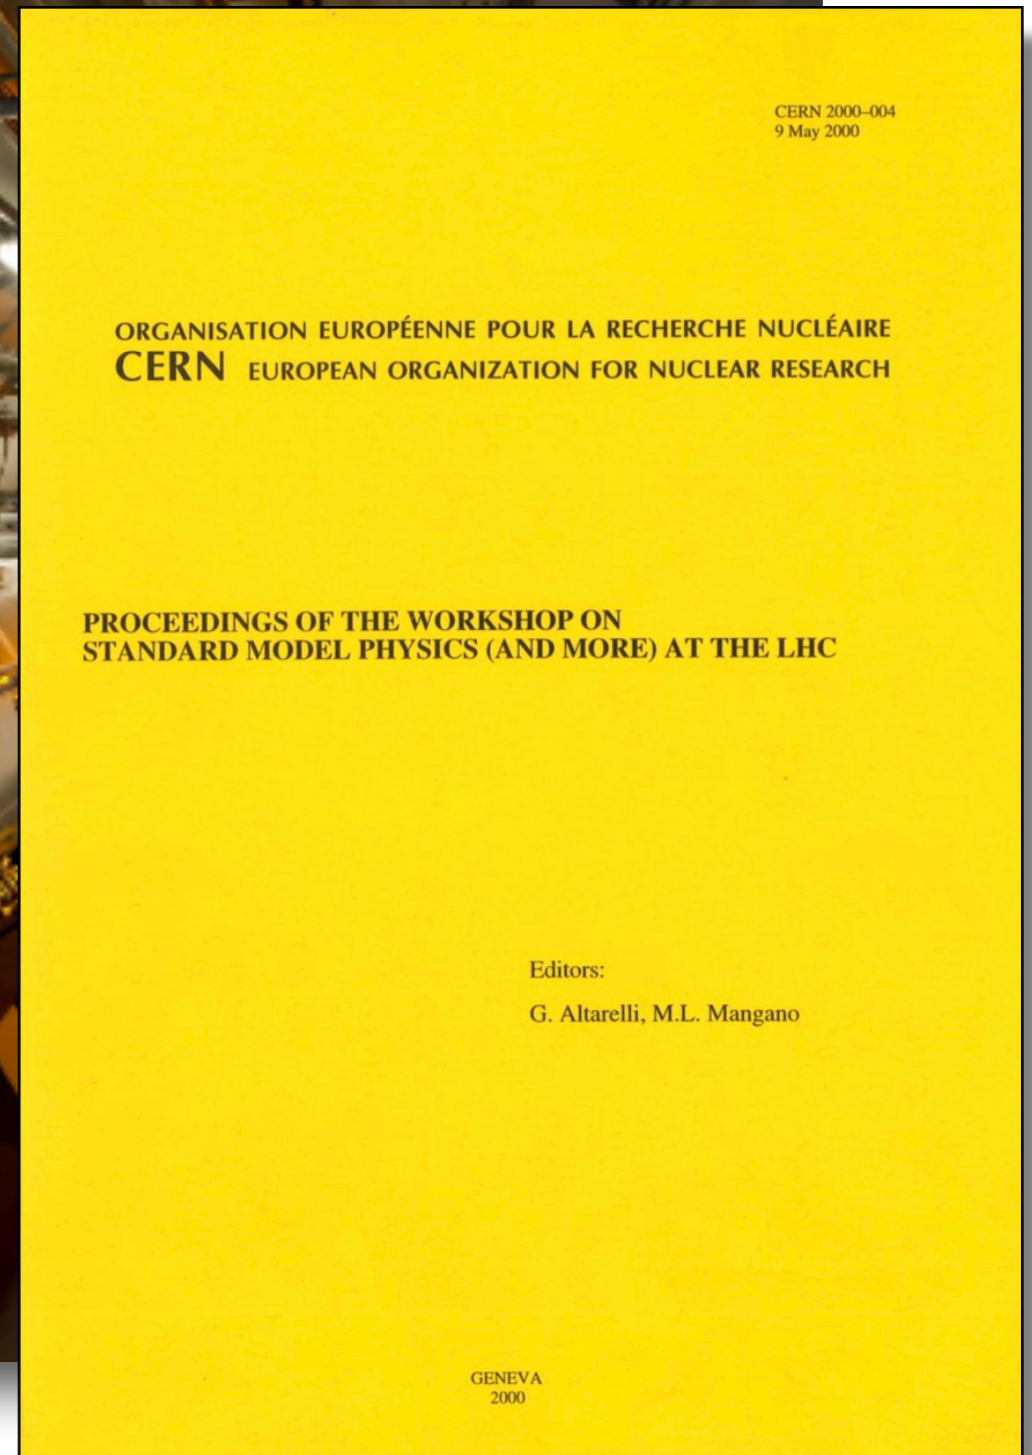 CERN 2000–004
9 May 2000
ORGANISATION EUROPÉENNE POUR LA RECHERCHE NUCLÉAIRE
CERN EUROPEAN ORGANIZATION FOR NUCLEAR RESEARCH
PROCEEDINGS OF THE WORKSHOP ON
STANDARD MODEL PHYSICS (AND MORE) AT THE LHC
Editors:
G. Altarelli, M.L. Mangano
GENEVA
2000